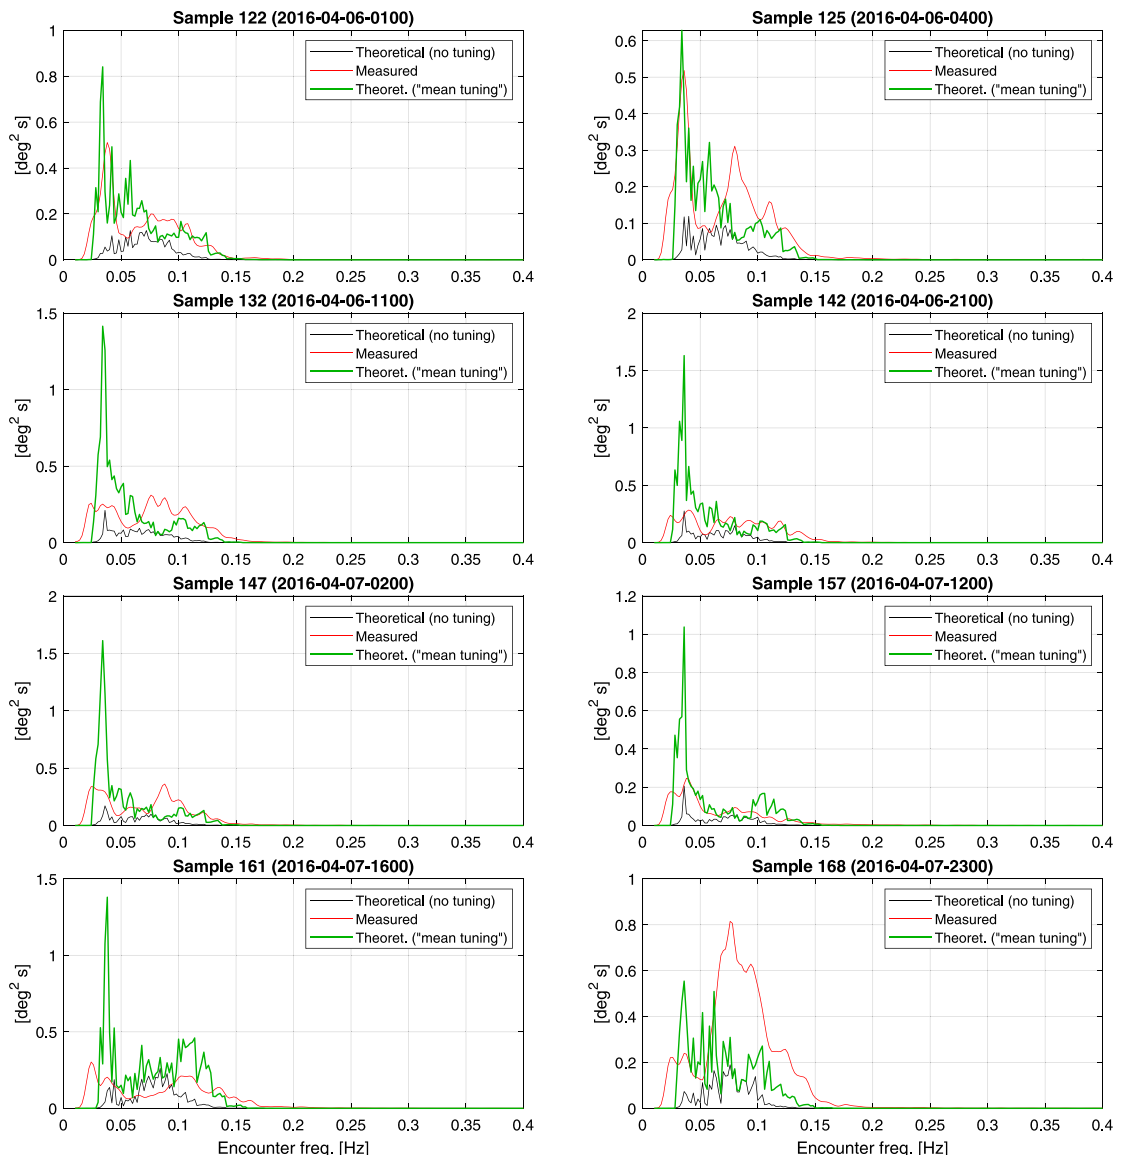 Sample 122 (2016-04-06-0100)
1
0.8
0.6
0.4
0.2
0
[deg² s]
Theoretical (no tuning)
Measured
Theoret. ("mean tuning")
0 0.05 0.1 0.15 0.2 0.25 0.3 0.35 0.4
Sample 125 (2016-04-06-0400)
0.6
0.5
0.4
0.3
0.2
0.1
0
[deg² s]
Theoretical (no tuning)
Measured
Theoret. ("mean tuning")
0 0.05 0.1 0.15 0.2 0.25 0.3 0.35 0.4
Sample 132 (2016-04-06-1100)
1.5
1
0.5
0
[deg² s]
Theoretical (no tuning)
Measured
Theoret. ("mean tuning")
0 0.05 0.1 0.15 0.2 0.25 0.3 0.35 0.4
Sample 142 (2016-04-06-2100)
2
1.5
1
0.5
0
[deg² s]
Theoretical (no tuning)
Measured
Theoret. ("mean tuning")
0 0.05 0.1 0.15 0.2 0.25 0.3 0.35 0.4
Sample 147 (2016-04-07-0200)
2
1.5
1
0.5
0
[deg² s]
Theoretical (no tuning)
Measured
Theoret. ("mean tuning")
0 0.05 0.1 0.15 0.2 0.25 0.3 0.35 0.4
Sample 157 (2016-04-07-1200)
1.2
1
0.8
0.6
0.4
0.2
0
[deg² s]
Theoretical (no tuning)
Measured
Theoret. ("mean tuning")
0 0.05 0.1 0.15 0.2 0.25 0.3 0.35 0.4
Sample 161 (2016-04-07-1600)
1.5
1
0.5
0
[deg² s]
Theoretical (no tuning)
Measured
Theoret. ("mean tuning")
0 0.05 0.1 0.15 0.2 0.25 0.3 0.35 0.4
Encounter freq. [Hz]
Sample 168 (2016-04-07-2300)
1
0.8
0.6
0.4
0.2
0
[deg² s]
Theoretical (no tuning)
Measured
Theoret. ("mean tuning")
0 0.05 0.1 0.15 0.2 0.25 0.3 0.35 0.4
Encounter freq. [Hz]